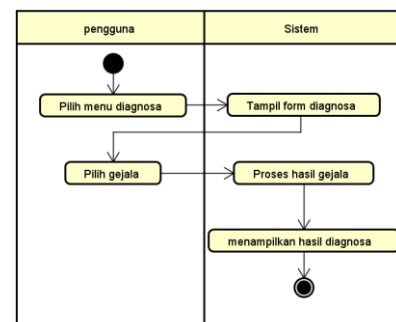 pengguna
Sistem
Pilih menu diagnosa
Tampil form diagnosa
Pilih gejala
Proses hasil gejala
menampilkan hasil diagnosa